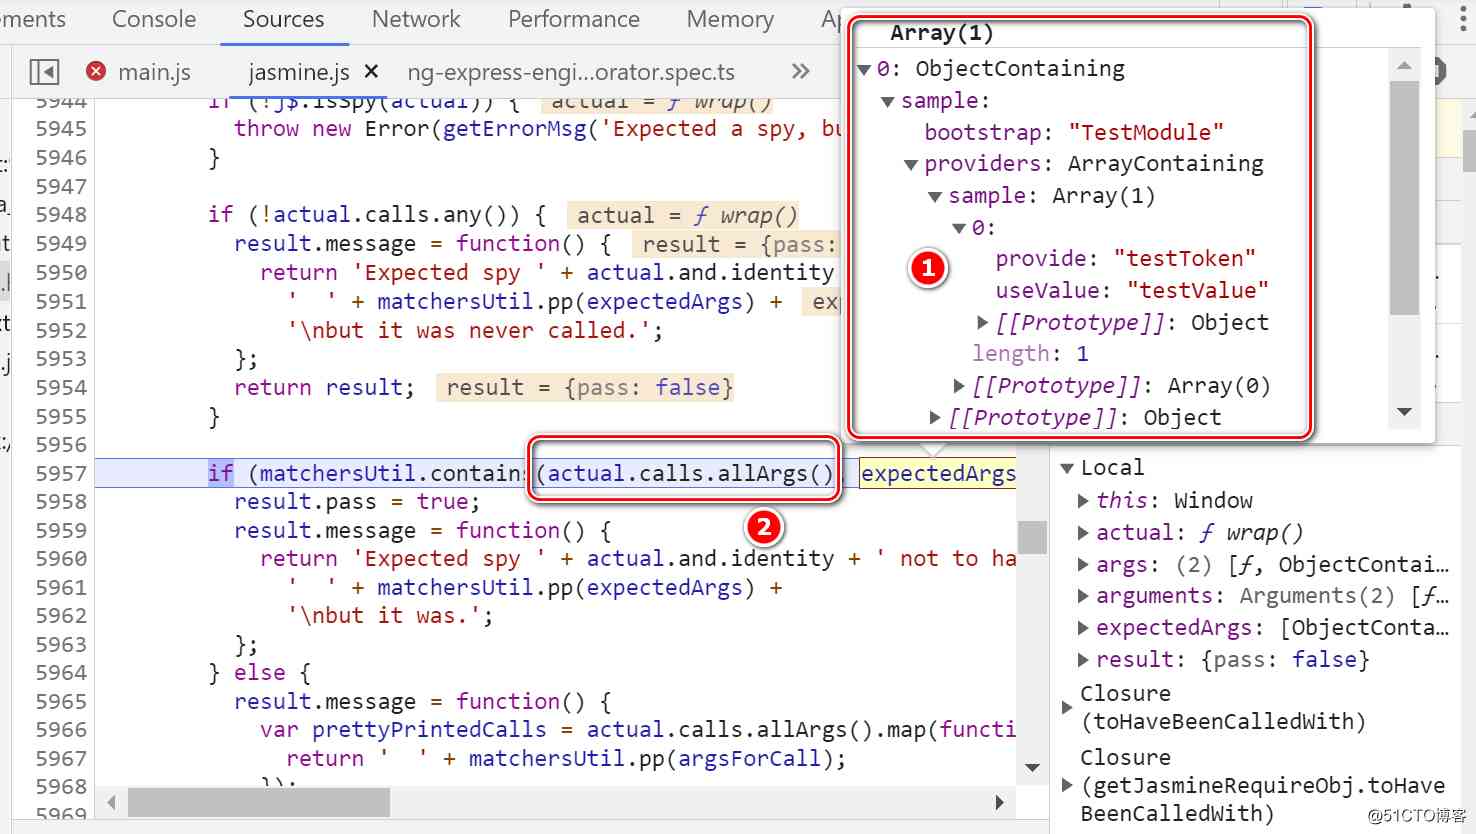 ements Console Sources Network Performance Memory
main.js jasmine.js × ng-express-engi...orator.spec.ts »
5944 if (!j$.isSpy(actual)) { actual = ƒ wrap()
5945 throw new Error(getErrorMsg('Expected a spy, bu
5946 }
5947
5948 if (!actual.calls.any()) { actual = ƒ wrap()
5949 result.message = function() { result = {pass:
5950 return 'Expected spy ' + actual.and.identity
5951 ' ' + matchersUtil.pp(expectedArgs) + exp
5952 '\nbut it was never called.';
5953 };
5954 return result; result = {pass: false}
5955 }
5956
5957 if (matchersUtil.contains(actual.calls.allArgs(), expectedArgs
5958 result.pass = true;
5959 result.message = function() {
5960 return 'Expected spy ' + actual.and.identity + ' not to ha
5961 ' ' + matchersUtil.pp(expectedArgs) +
5962 '\nbut it was.';
5963 };
5964 } else {
5965 result.message = function() {
5966 var prettyPrintedCalls = actual.calls.allArgs().map(functi
5967 return ' ' + matchersUtil.pp(argsForCall);
5968 });
5969
Array(1)
0: ObjectContaining
sample:
bootstrap: "TestModule"
providers: ArrayContaining
sample: Array(1)
0:
provide: "testToken"
useValue: "testValue"
[[Prototype]]: Object
length: 1
[[Prototype]]: Array(0)
[[Prototype]]: Object
1
2
Local
this: Window
actual: ƒ wrap()
args: (2) [ƒ, ObjectContai…
arguments: Arguments(2) [ƒ…
expectedArgs: [ObjectConta…
result: {pass: false}
Closure
(toHaveBeenCalledWith)
Closure
(getJasmineRequireObj.toHave
BeenCalledWith)
@51CTO博客